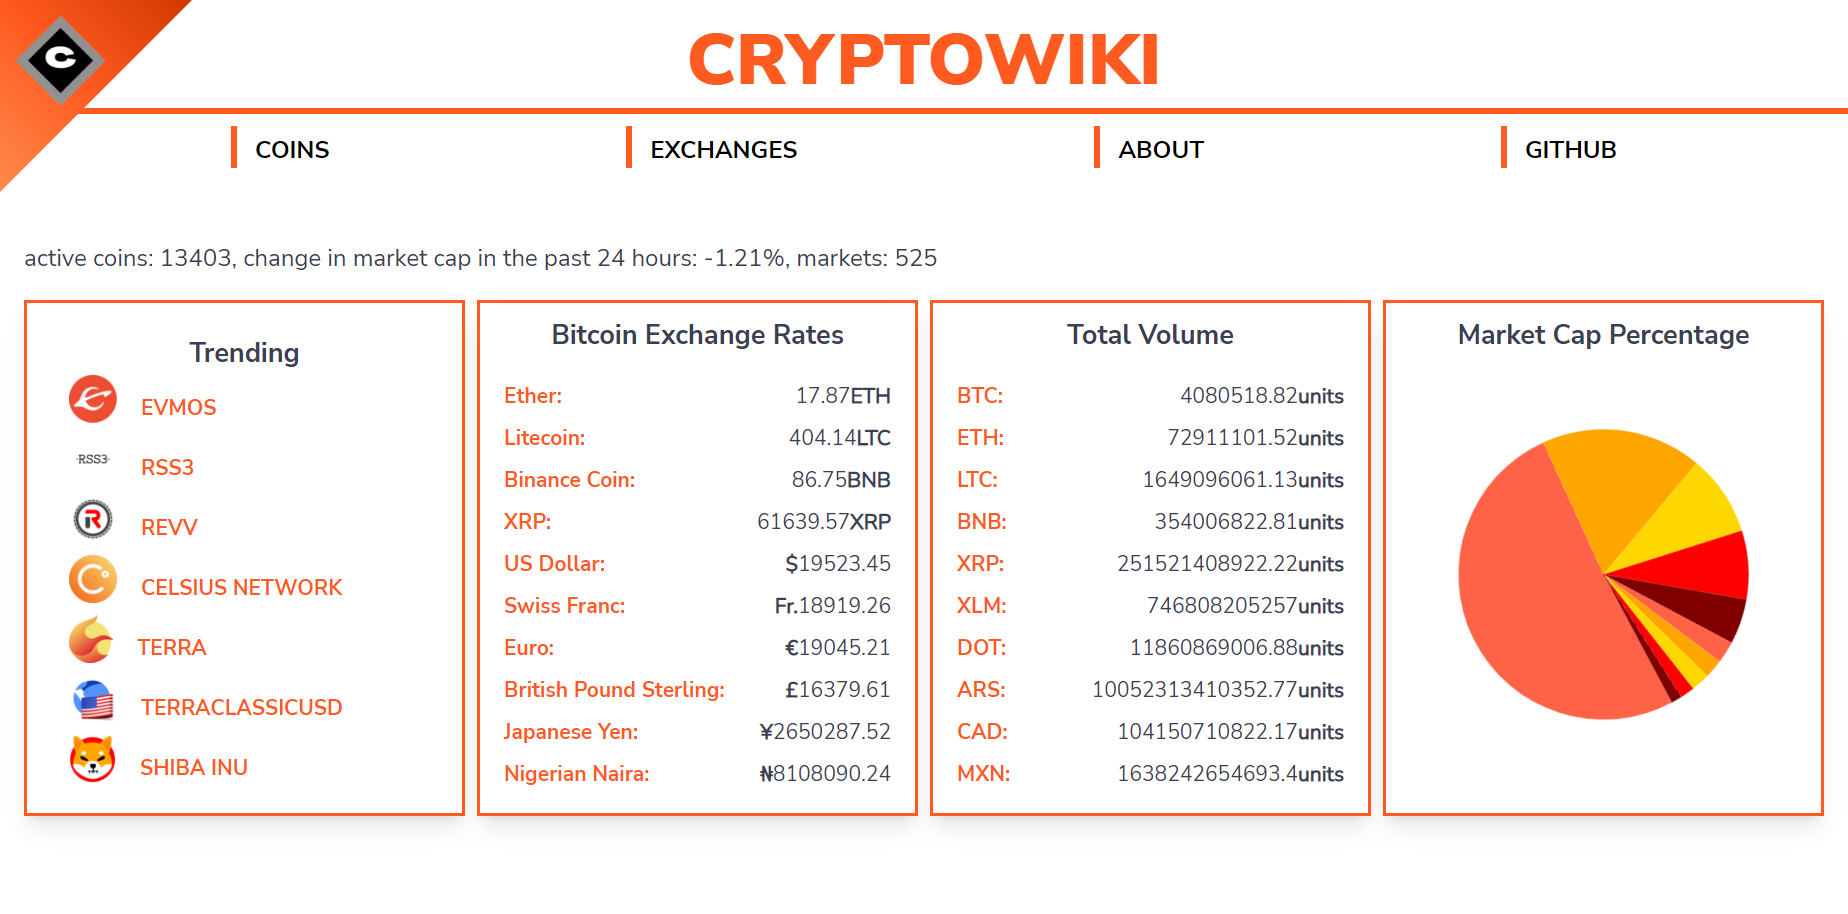 C
CRYPTOWIKI
COINS
EXCHANGES
ABOUT
GITHUB
active coins: 13403, change in market cap in the past 24 hours: -1.21%, markets: 525
Trending
EVMOS
RSS3
RSS3
R
REVV
C
CELSIUS NETWORK
TERRA
TERRACLASSICUSD
SHIBA INU
Bitcoin Exchange Rates
Ether: 17.87ETH
Litecoin: 404.14LTC
Binance Coin: 86.75BNB
XRP: 61639.57XRP
US Dollar: $19523.45
Swiss Franc: Fr.18919.26
Euro: €19045.21
British Pound Sterling: £16379.61
Japanese Yen: ¥2650287.52
Nigerian Naira: ₦8108090.24
Total Volume
BTC: 4080518.82units
ETH: 72911101.52units
LTC: 1649096061.13units
BNB: 354006822.81units
XRP: 251521408922.22units
XLM: 746808205257units
DOT: 11860869006.88units
ARS: 10052313410352.77units
CAD: 104150710822.17units
MXN: 1638242654693.4units
Market Cap Percentage